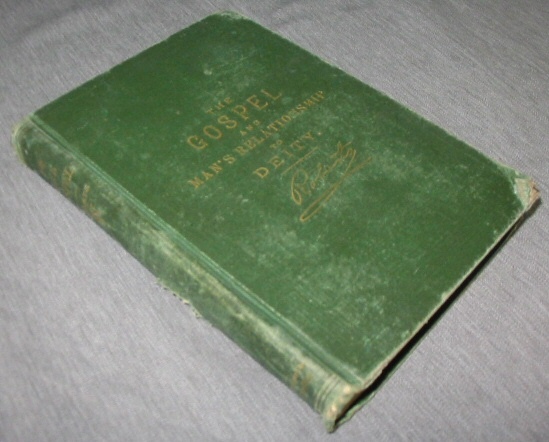 THE
GOSPEL
AND
MAN'S RELATIONSHIP
TO
DEITY.